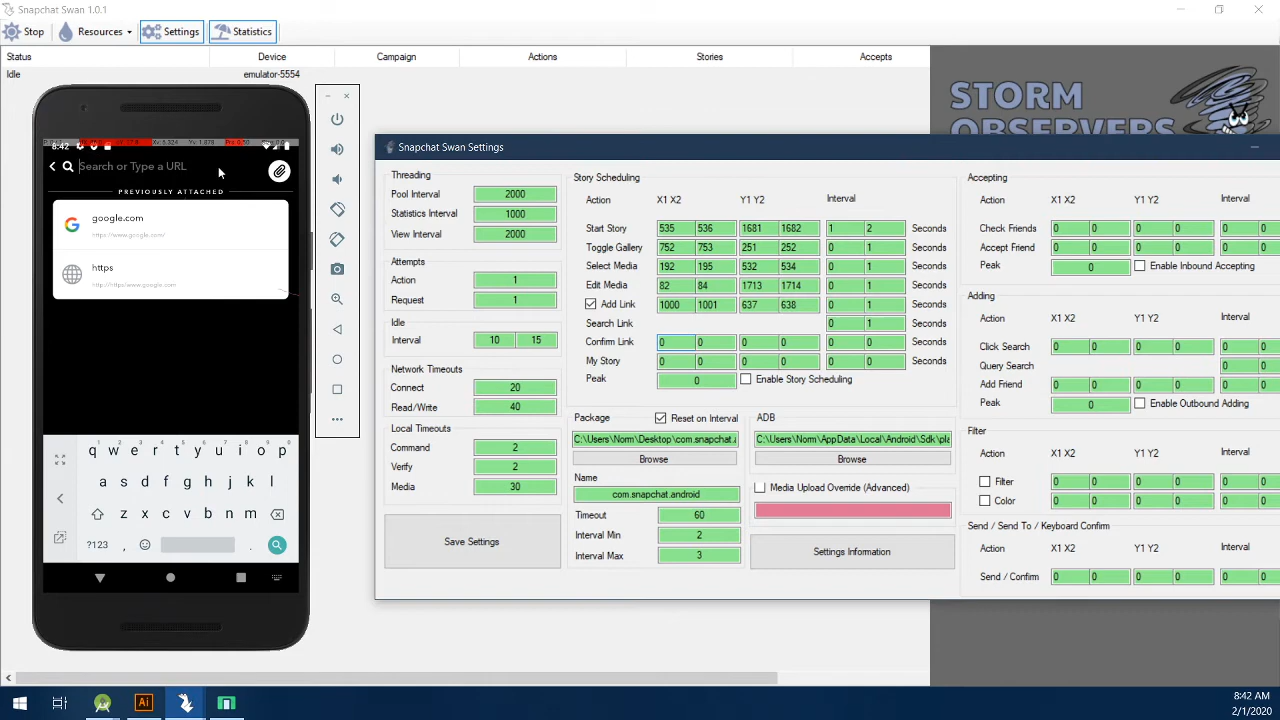 Snapchat Swan 1.0.1
Stop Resources Settings Statistics
Status Device Campaign Actions Stories Accepts
Idle emulator-5554
STORM
OBSERVERS
8:42
Search or Type a URL
PREVIOUSLY ATTACHED
google.com
https://www.google.com/
https
http://https:www.google.com
q w e r t y u i o p
a s d f g h j k l
z x c v b n m
?123 , .
Snapchat Swan Settings
Threading
Pool Interval 2000
Statistics Interval 1000
View Interval 2000
Attempts
Action 1
Request 1
Idle
Interval 10 15
Network Timeouts
Connect 20
Read/Write 40
Local Timeouts
Command 2
Verify 2
Media 30
Save Settings
Story Scheduling
Action X1 X2 Y1 Y2 Interval
Start Story 535 536 1681 1682 1 2 Seconds
Toggle Gallery 752 753 251 252 0 1 Seconds
Select Media 192 195 532 534 0 1 Seconds
Edit Media 82 84 1713 1714 0 1 Seconds
Add Link 1000 1001 637 638 0 1 Seconds
Search Link 0 1 Seconds
Confirm Link 0 0 0 0 0 0 Seconds
My Story 0 0 0 0 0 0 Seconds
Peak 0 Enable Story Scheduling
Package Reset on Interval
C:\Users\Norm\Desktop\com.snapchat.
Browse
Name
com.snapchat.android
Timeout 60
Interval Min 2
Interval Max 3
ADB
C:\Users\Norm\AppData\Local\Android\Sdk\pla
Browse
Media Upload Override (Advanced)
Settings Information
Accepting
Action X1 X2 Y1 Y2 Interval
Check Friends 0 0 0 0 0 0
Accept Friend 0 0 0 0 0 0
Peak 0 Enable Inbound Accepting
Adding
Action X1 X2 Y1 Y2 Interval
Click Search 0 0 0 0 0 0
Query Search 0 0
Add Friend 0 0 0 0 0 0
Peak 0 Enable Outbound Adding
Filter
Action X1 X2 Y1 Y2 Interval
Filter 0 0 0 0 0 0
Color 0 0 0 0 0 0
Send / Send To / Keyboard Confirm
Action X1 X2 Y1 Y2 Interval
Send / Confirm 0 0 0 0 0 0
Ai
8:42 AM
2/1/2020